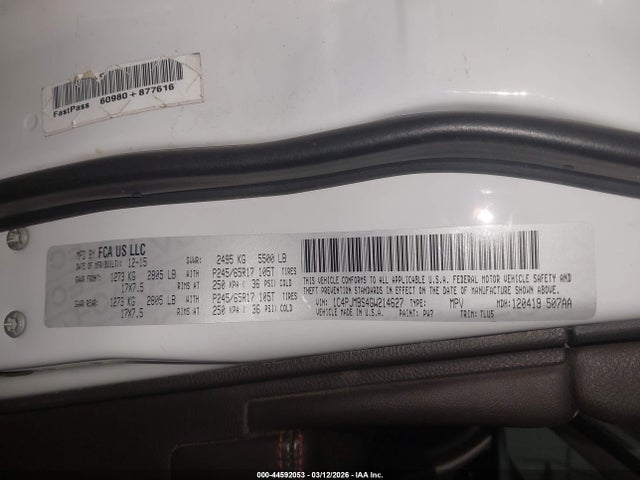 FastPass 60980+877616
MFD BY FCA US LLC
DATE OF MFR(BUILT): 12-15 GVWR: 2495 KG 5500 LB
GAWR FRONT: 1273 KG 2805 LB WITH P245/65R17 105T TIRES
17X7.5 RIMS AT 250 KPA ( 36 PSI) COLD
GAWR REAR: 1273 KG 2805 LB WITH P245/65R17 105T TIRES
17X7.5 RIMS AT 250 KPA ( 36 PSI) COLD
THIS VEHICLE CONFORMS TO ALL APPLICABLE U.S.A. FEDERAL MOTOR VEHICLE SAFETY AND
THEFT PREVENTION STANDARDS IN EFFECT ON THE DATE OF MANUFACTURE SHOWN ABOVE.
VIN: 1C4PJMBS4GW214627 TYPE: MPV MDH: 120419 507AA
VEHICLE MADE IN U.S.A. PAINT: PW7 TRIM: TLU5
000-44592053 - 03/12/2026 - IAA Inc.